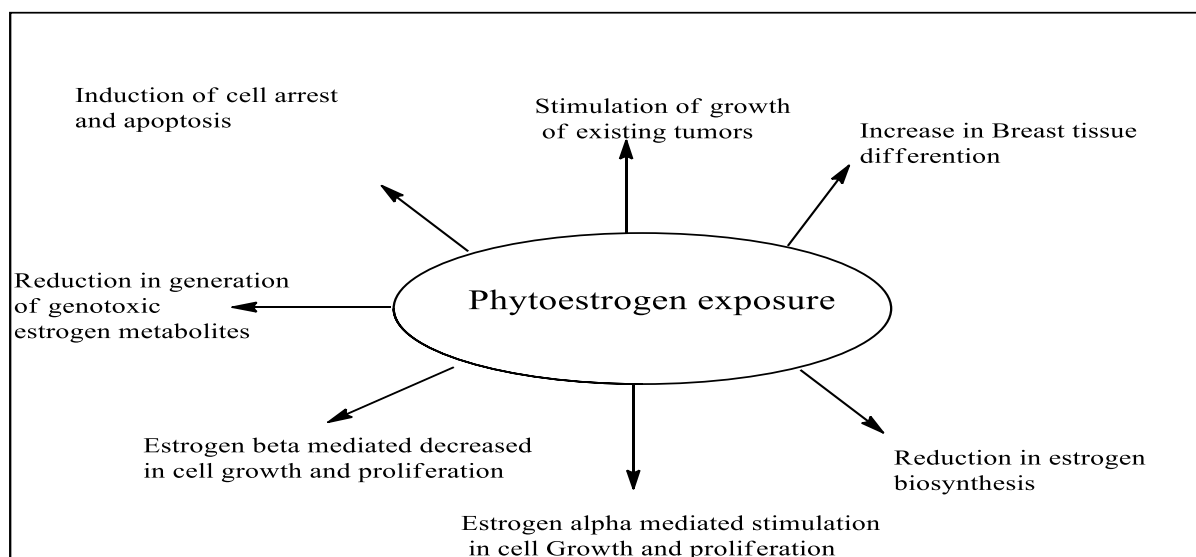 Induction of cell arrest
and apoptosis
Stimulation of growth
of existing tumors
Increase in Breast tissue
differention
Reduction in generation
of genotoxic
estrogen metabolites
Phytoestrogen exposure
Estrogen beta mediated decreased
in cell growth and proliferation
Reduction in estrogen
biosynthesis
Estrogen alpha mediated stimulation
in cell Growth and proliferation